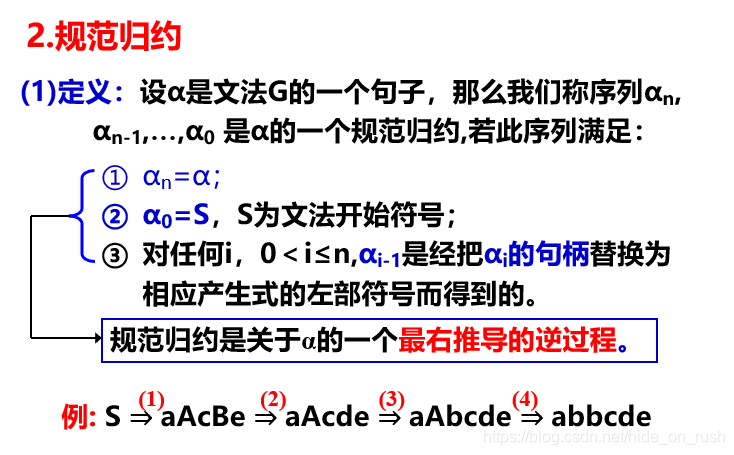 2.规范归约
(1)定义：设α是文法G的一个句子，那么我们称序列αn,
αn-1,…,α0 是α的一个规范归约,若此序列满足：
① αn=α；
② α0=S，S为文法开始符号；
③ 对任何i，0＜i≤n,αi-1是经把αi的句柄替换为
相应产生式的左部符号而得到的。
规范归约是关于α的一个最右推导的逆过程。
(1) (2) (3) (4)
例: S ⇒ aAcBe ⇒ aAcde ⇒ aAbcde ⇒ abbcde
https://blog.csdn.net/hide_on_rush